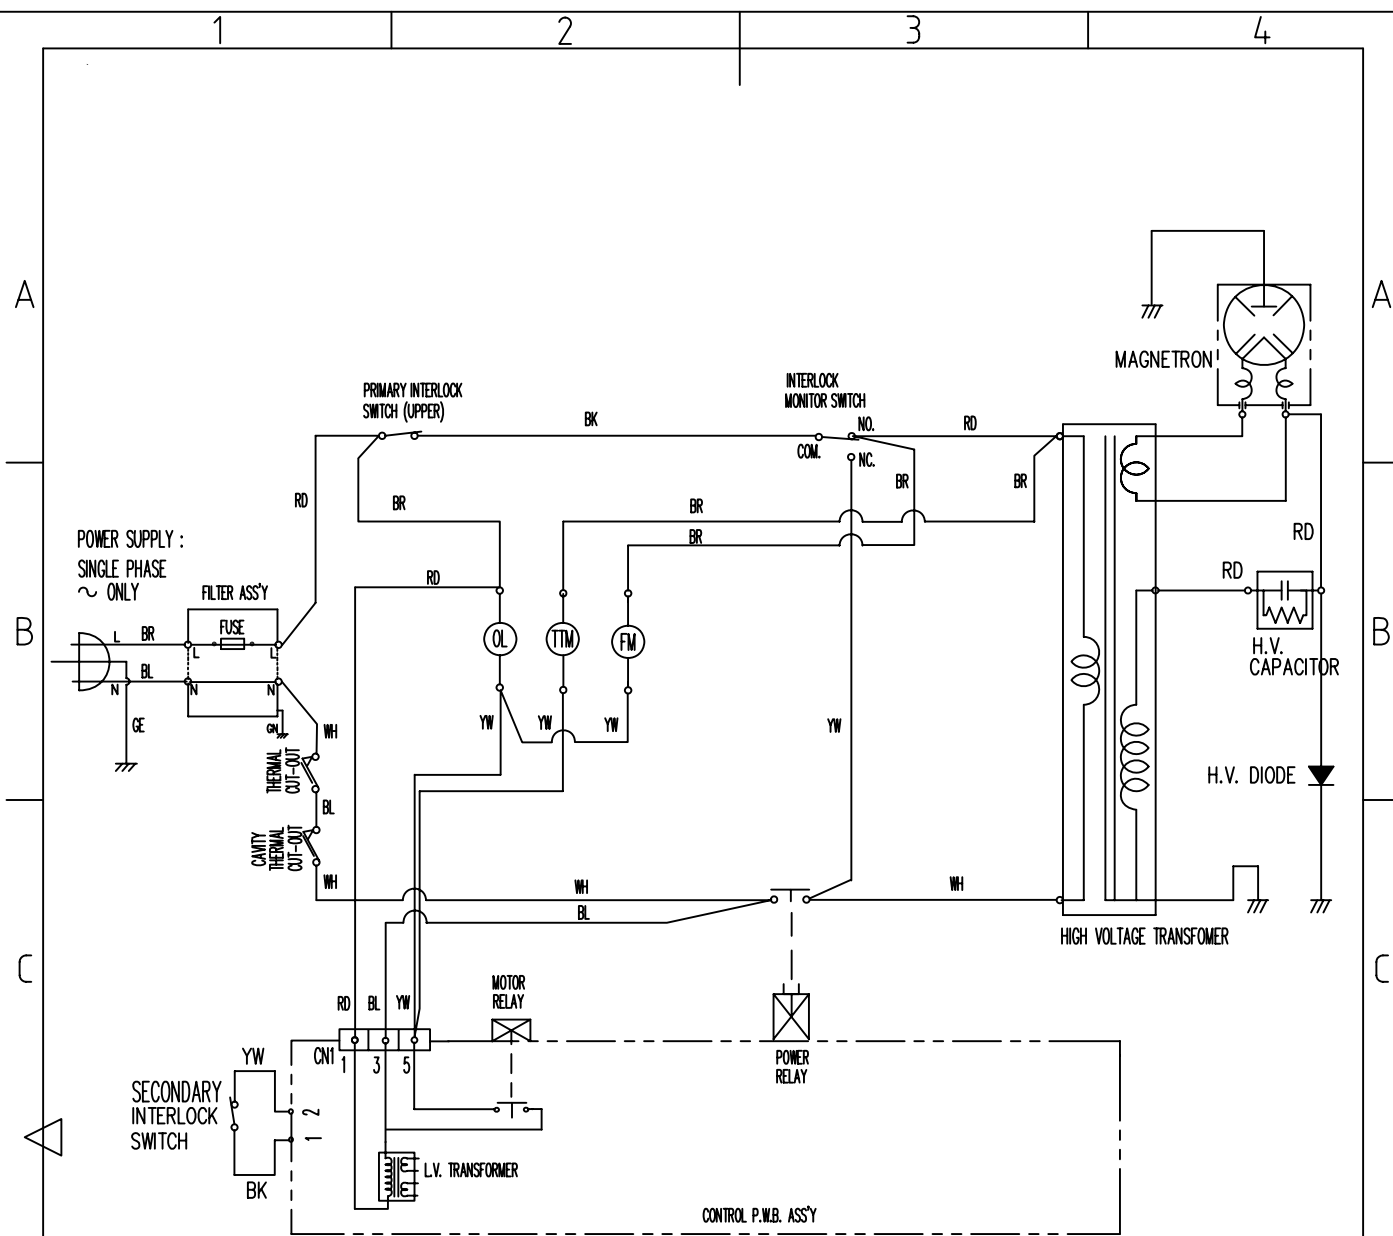 1 2 3 4
A A
MAGNETRON
PRIMARY INTERLOCK
SWITCH (UPPER)
INTERLOCK
MONITOR SWITCH
BK
NO.
RD
COM.
NC.
RD
BR
BR
BR
BR
BR
POWER SUPPLY :
SINGLE PHASE
~ ONLY
RD
RD
RD
FILTER ASS'Y
B B
FUSE
L
BR
L
L
OL
TTM
FM
H.V.
CAPACITOR
BL
N
N
N
GE
GN
WH
YW
YW
YW
YW
THERMAL
CUT-OUT
H.V. DIODE
BL
CAVITY
THERMAL
CUT-OUT
WH
WH
WH
BL
HIGH VOLTAGE TRANSFOMER
C C
MOTOR
RELAY
RD
BL
YW
CN1
1
3
5
POWER
RELAY
YW
SECONDARY
INTERLOCK
SWITCH
2
1
BK
L.V. TRANSFORMER
CONTROL P.W.B. ASS'Y